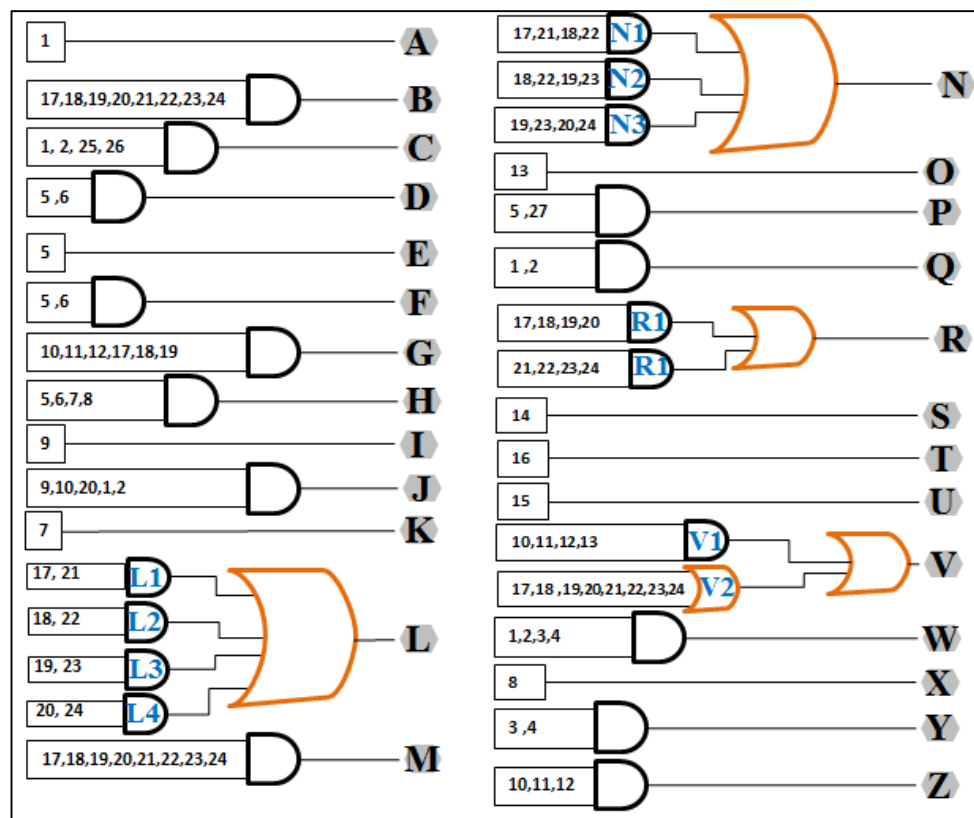 1 A
17,18,19,20,21,22,23,24 B
1, 2, 25, 26 C
5 ,6 D
5 E
5 ,6 F
10,11,12,17,18,19 G
5,6,7,8 H
9 I
9,10,20,1,2 J
7 K
17, 21 L1
18, 22 L2
L
19, 23 L3
20, 24 L4
17,18,19,20,21,22,23,24 M
17,21,18,22 N1
18,22,19,23 N2
N
19,23,20,24 N3
13 O
5 ,27 P
1 ,2 Q
17,18,19,20 R1
R
21,22,23,24 R1
14 S
16 T
15 U
10,11,12,13 V1
V
17,18 ,19,20,21,22,23,24 V2
1,2,3,4 W
8 X
3 ,4 Y
10,11,12 Z